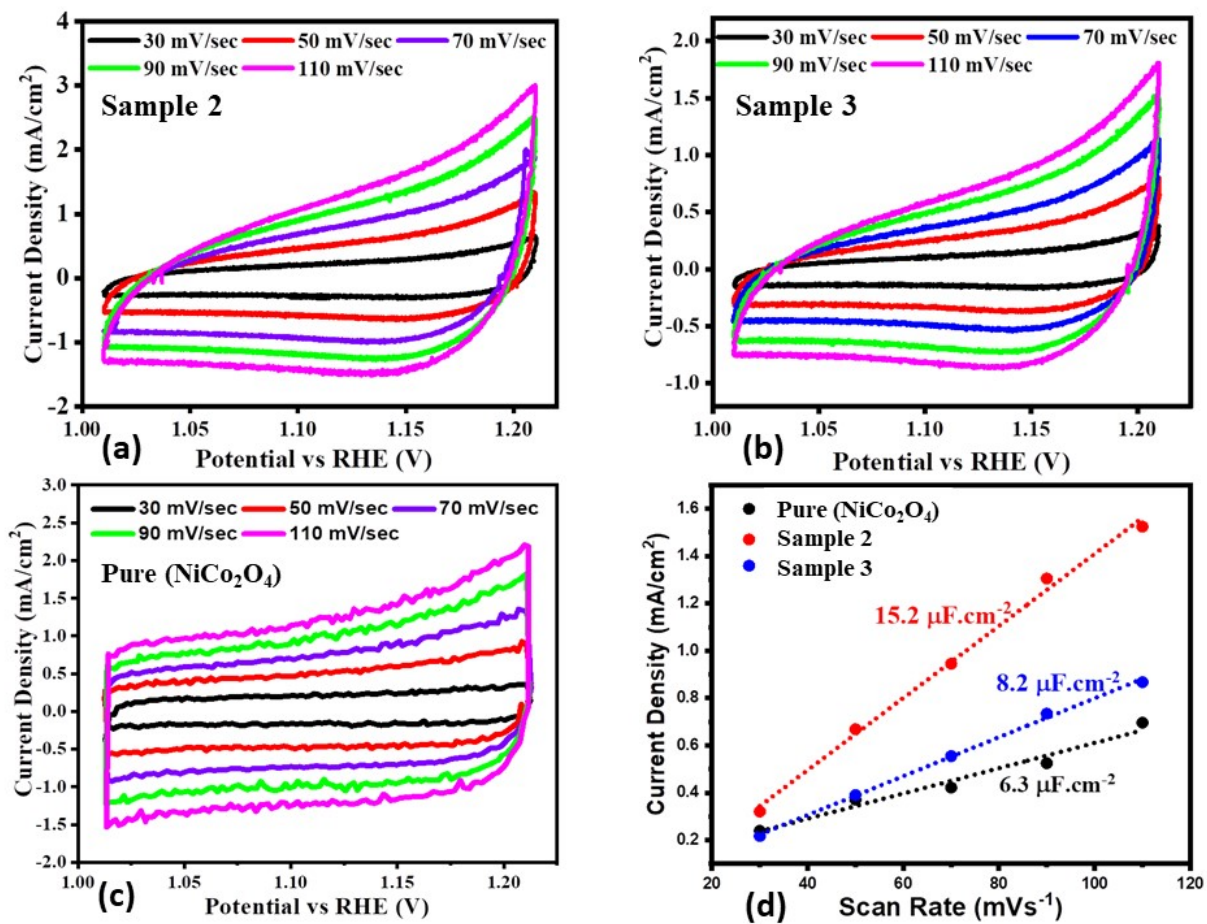 30 mV/sec 50 mV/sec 70 mV/sec
90 mV/sec 110 mV/sec
Sample 2
4
3
2
1
0
-1
-2
Current Density (mA/cm²)
1.00 1.05 1.10 1.15 1.20
(a) Potential vs RHE (V)
30 mV/sec 50 mV/sec 70 mV/sec
90 mV/sec 110 mV/sec
Sample 3
2.0
1.5
1.0
0.5
0.0
-0.5
-1.0
Current Density (mA/cm²)
1.00 1.05 1.10 1.15 1.20
(b) Potential vs RHE (V)
30 mV/sec 50 mV/sec 70 mV/sec
90 mV/sec 110 mV/sec
Pure (NiCo₂O₄)
3.0
2.5
2.0
1.5
1.0
0.5
0.0
-0.5
-1.0
-1.5
-2.0
Current Density (mA/cm²)
1.00 1.05 1.10 1.15 1.20
(c) Potential vs RHE (V)
Pure (NiCo₂O₄)
Sample 2
Sample 3
15.2 µF.cm⁻²
8.2 µF.cm⁻²
6.3 µF.cm⁻²
1.6
1.4
1.2
1.0
0.8
0.6
0.4
0.2
Current Density (mA/cm²)
20 40 60 80 100 120
Scan Rate (mVs⁻¹) (d)